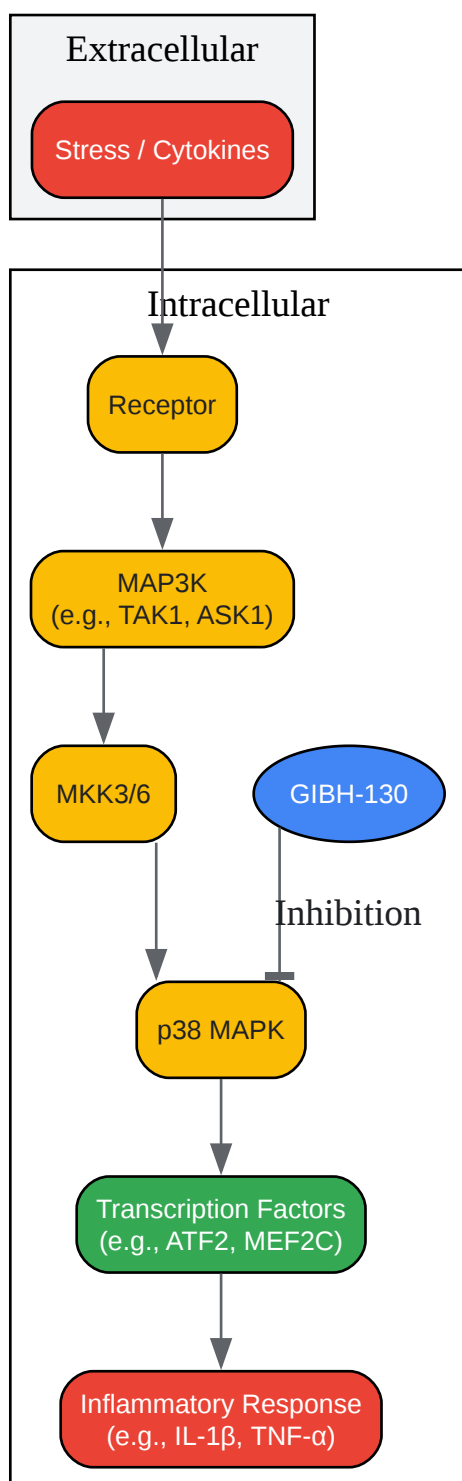 Extracellular
Stress / Cytokines
Intracellular
Receptor
MAP3K
(e.g., TAK1, ASK1)
MKK3/6
GIBH-130
Inhibition
p38 MAPK
Transcription Factors
(e.g., ATF2, MEF2C)
Inflammatory Response
(e.g., IL-1β, TNF-α)